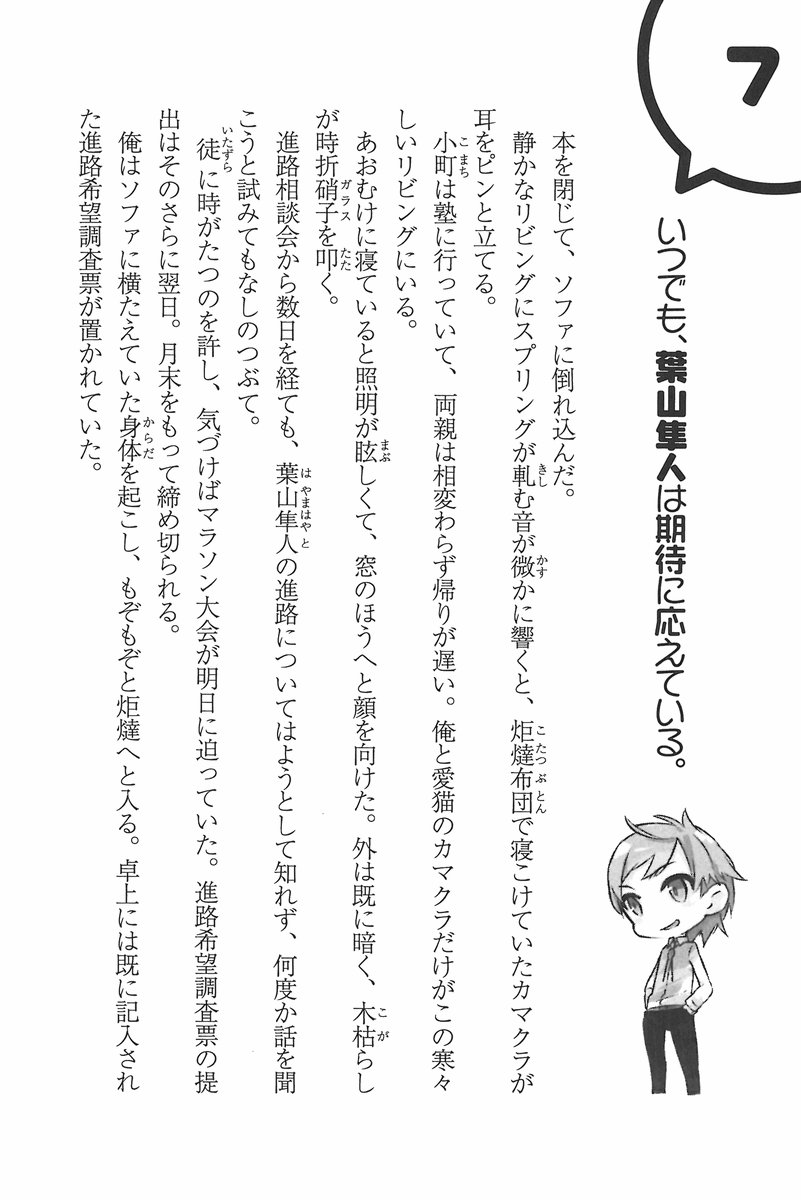 7
いつでも、葉山隼人は期待に応えている。
本を閉じて、ソファに倒れ込んだ。
静かなリビングにスプリングが軋む音が微かに響くと、炬燵布団で寝こけていたカマクラが
耳をピンと立てる。
小町は塾に行っていて、両親は相変わらず帰りが遅い。俺と愛猫のカマクラだけがこの寒々
しいリビングにいる。
あおむけに寝ていると照明が眩しくて、窓のほうへと顔を向けた。外は既に暗く、木枯らし
が時折硝子を叩く。
進路相談会から数日を経ても、葉山隼人の進路についてはようとして知れず、何度か話を聞
こうと試みてもなしのつぶて。
徒に時がたつのを許し、気づけばマラソン大会が明日に迫っていた。進路希望調査票の提
出はそのさらに翌日。月末をもって締め切られる。
俺はソファに横たえていた身体を起こし、もぞもぞと炬燵へと入る。卓上には既に記入され
た進路希望調査票が置かれていた。